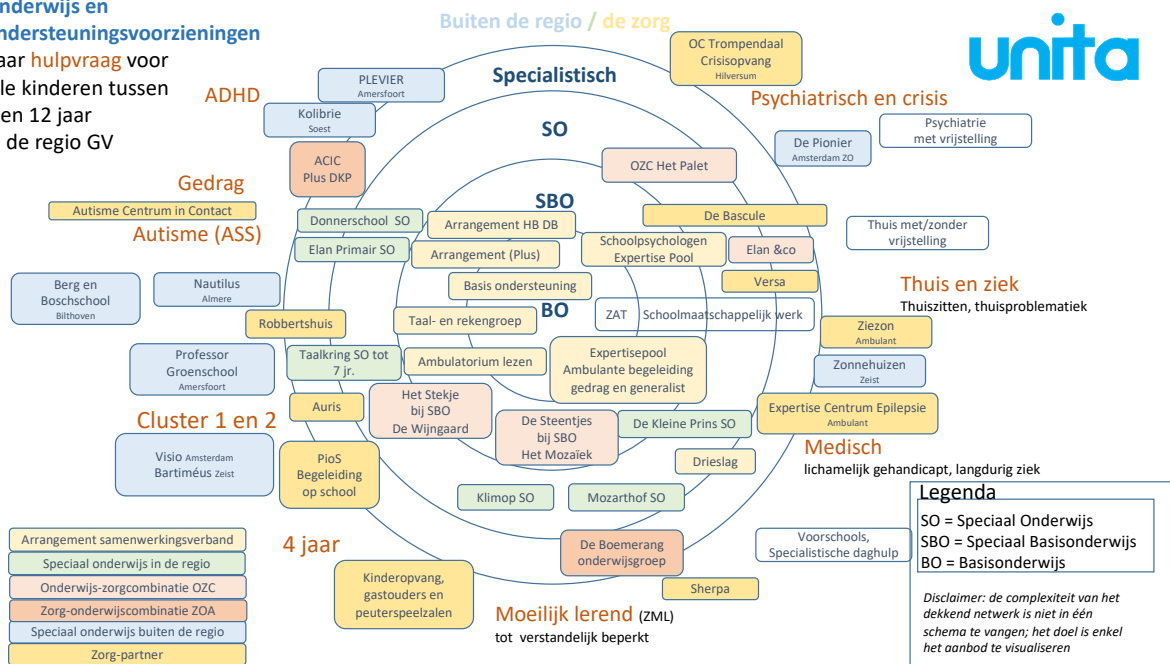 nderwijs en
ndersteuningsvoorzieningen
aar hulpvraag voor
le kinderen tussen
en 12 jaar
de regio GV
Buiten de regio / de zorg
unita
Specialistisch
SO
SBO
BO
ADHD
PLEVIER
Amersfoort
Kolibrie
Soest
ACIC
Plus DKP
OC Trompendaal
Crisisopvang
Hilversum
Psychiatrisch en crisis
Psychiatrie
met vrijstelling
De Pionier
Amsterdam ZO
OZC Het Palet
Gedrag
Autisme Centrum in Contact
Autisme (ASS)
Donnerschool SO
Elan Primair SO
Arrangement HB DB
Arrangement (Plus)
Basis ondersteuning
De Bascule
Schoolpsychologen
Expertise Pool
Elan &co
Versa
Thuis met/zonder
vrijstelling
Berg en
Boschschool
Bilthoven
Nautilus
Almere
Robbertshuis
Taal- en rekengroep
ZAT Schoolmaatschappelijk werk
Thuis en ziek
Thuiszitten, thuisproblematiek
Ziezon
Ambulant
Zonnehuizen
Zeist
Professor
Groenschool
Amersfoort
Taalkring SO tot
7 jr.
Ambulatorium lezen
Expertisepool
Ambulante begeleiding
gedrag en generalist
Het Stekje
bij SBO
De Wijngaard
Auris
Cluster 1 en 2
De Steentjes
bij SBO
Het Mozaïek
De Kleine Prins SO
Expertise Centrum Epilepsie
Ambulant
Medisch
lichamelijk gehandicapt, langdurig ziek
Visio Amsterdam
Bartiméus Zeist
PioS
Begeleiding
op school
Drieslag
Klimop SO
Mozarthof SO
4 jaar
De Boemerang
onderwijsgroep
Voorschools,
Specialistische daghulp
Kinderopvang,
gastouders en
peuterspeelzalen
Sherpa
Moeilijk lerend (ZML)
tot verstandelijk beperkt
Arrangement samenwerkingsverband
Speciaal onderwijs in de regio
Onderwijs-zorgcombinatie OZC
Zorg-onderwijscombinatie ZOA
Speciaal onderwijs buiten de regio
Zorg-partner
Legenda
SO = Speciaal Onderwijs
SBO = Speciaal Basisonderwijs
BO = Basisonderwijs
Disclaimer: de complexiteit van het
dekkend netwerk is niet in één
schema te vangen; het doel is enkel
het aanbod te visualiseren